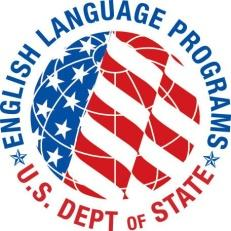 ENGLISH LANGUAGE PROGRAMS
U.S. DEPT OF STATE